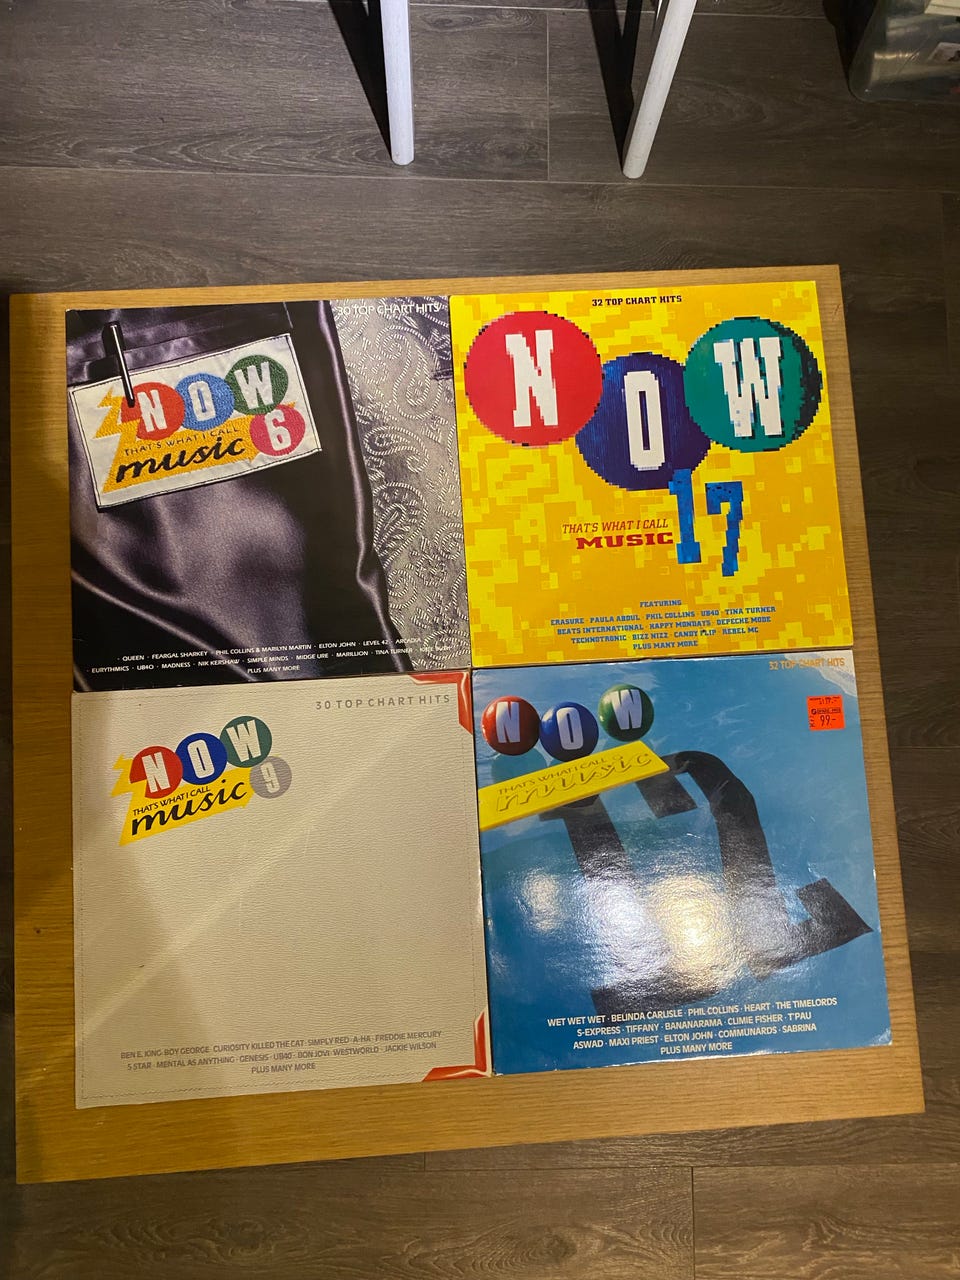 30 TOP CHART HITS
NOW
6
THAT'S WHAT I CALL
music
· QUEEN · FEARGAL SHARKEY · PHIL COLLINS & MARILYN MARTIN · ELTON JOHN · LEVEL 42 · ARCADIA
· EURYTHMICS · UB40 · MADNESS · NIK KERSHAW · SIMPLE MINDS · MIDGE URE · MARILLION · TINA TURNER · KATE BUSH
PLUS MANY MORE
32 TOP CHART HITS
NOW
17
THAT'S WHAT I CALL
MUSIC
FEATURING
ERASURE · PAULA ABDUL · PHIL COLLINS · UB40 · TINA TURNER
BEATS INTERNATIONAL · HAPPY MONDAYS · DEPECHE MODE
TECHNOTRONIC · BIZZ NIZZ · CANDY FLIP · REBEL MC
PLUS MANY MORE
30 TOP CHART HITS
NOW
9
THAT'S WHAT I CALL
music
BEN E. KING · BOY GEORGE · CURIOSITY KILLED THE CAT · SIMPLY RED · A-HA · FREDDIE MERCURY
5 STAR · MENTAL AS ANYTHING · GENESIS · UB40 · BON JOVI · WESTWORLD · JACKIE WILSON
PLUS MANY MORE
32 TOP CHART HITS
99.-
NOW
THAT'S WHAT I CALL
music
12
WET WET WET · BELINDA CARLISLE · PHIL COLLINS · HEART · THE TIMELORDS
S-EXPRESS · TIFFANY · BANANARAMA · CLIMIE FISHER · T'PAU
ASWAD · MAXI PRIEST · ELTON JOHN · COMMUNARDS · SABRINA
PLUS MANY MORE